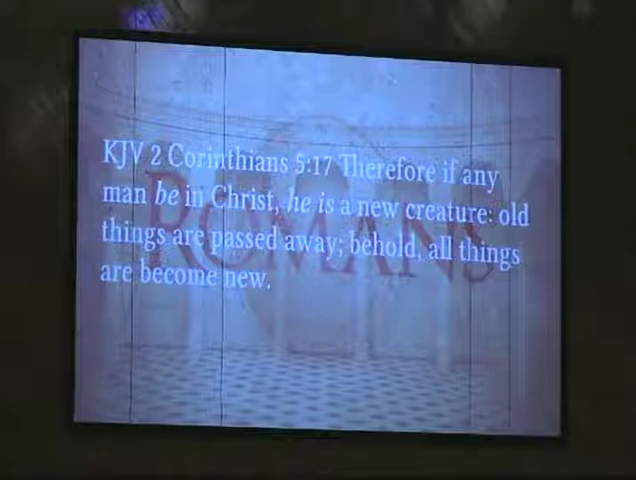 KJV 2 Corinthians 5:17 Therefore if any
man be in Christ, he is a new creature: old
things are passed away; behold, all things
are become new.
ROMANS